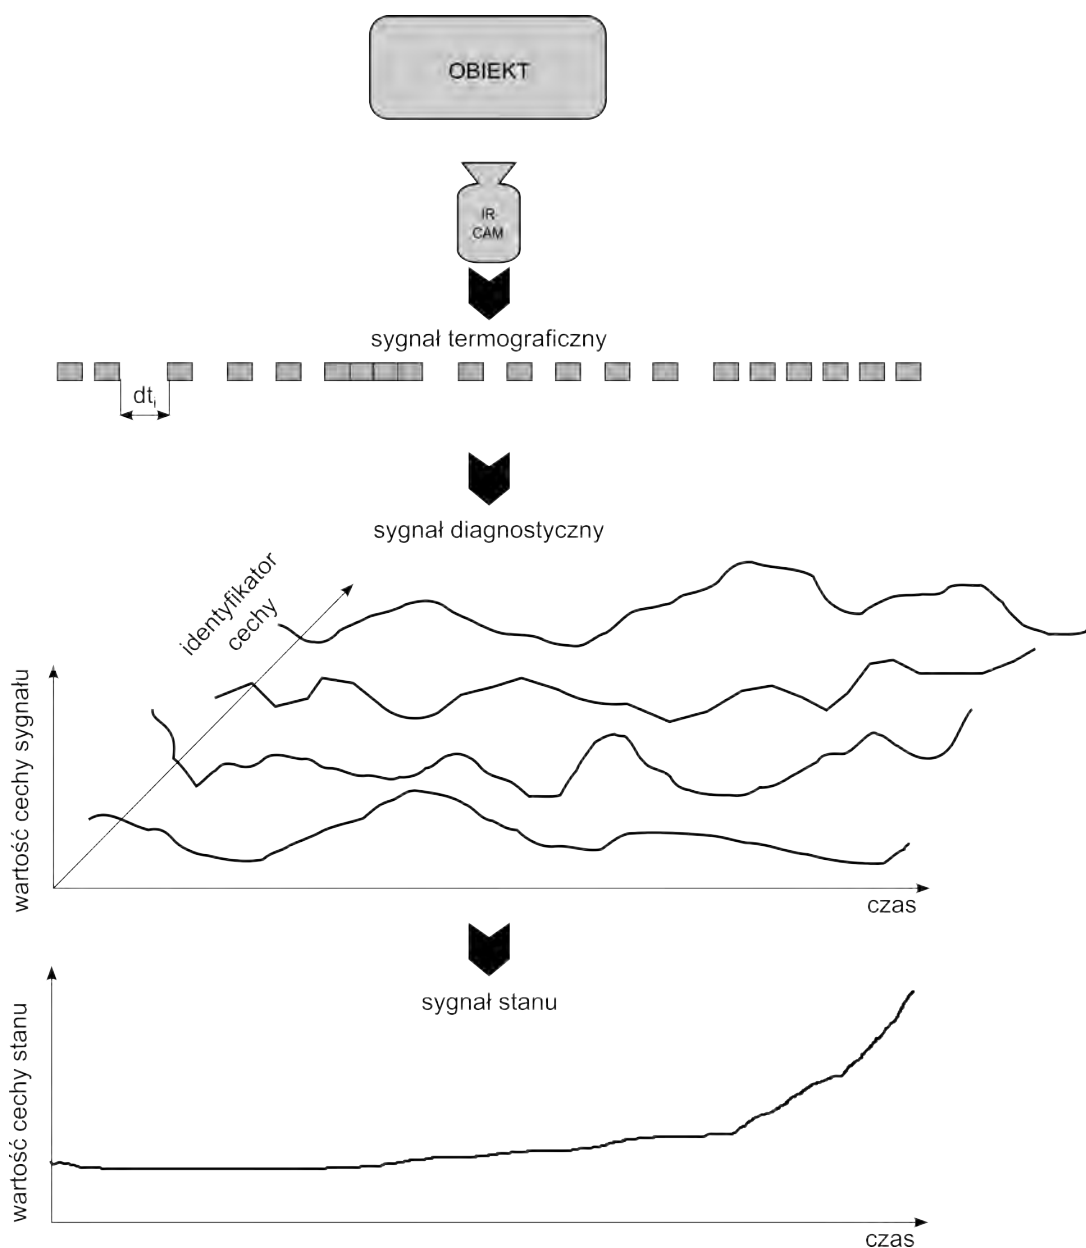 OBIEKT
IR
CAM
sygnał termograficzny
dtᵢ
sygnał diagnostyczny
identyfikator
cechy
wartość cechy sygnału
czas
sygnał stanu
wartość cechy stanu
czas